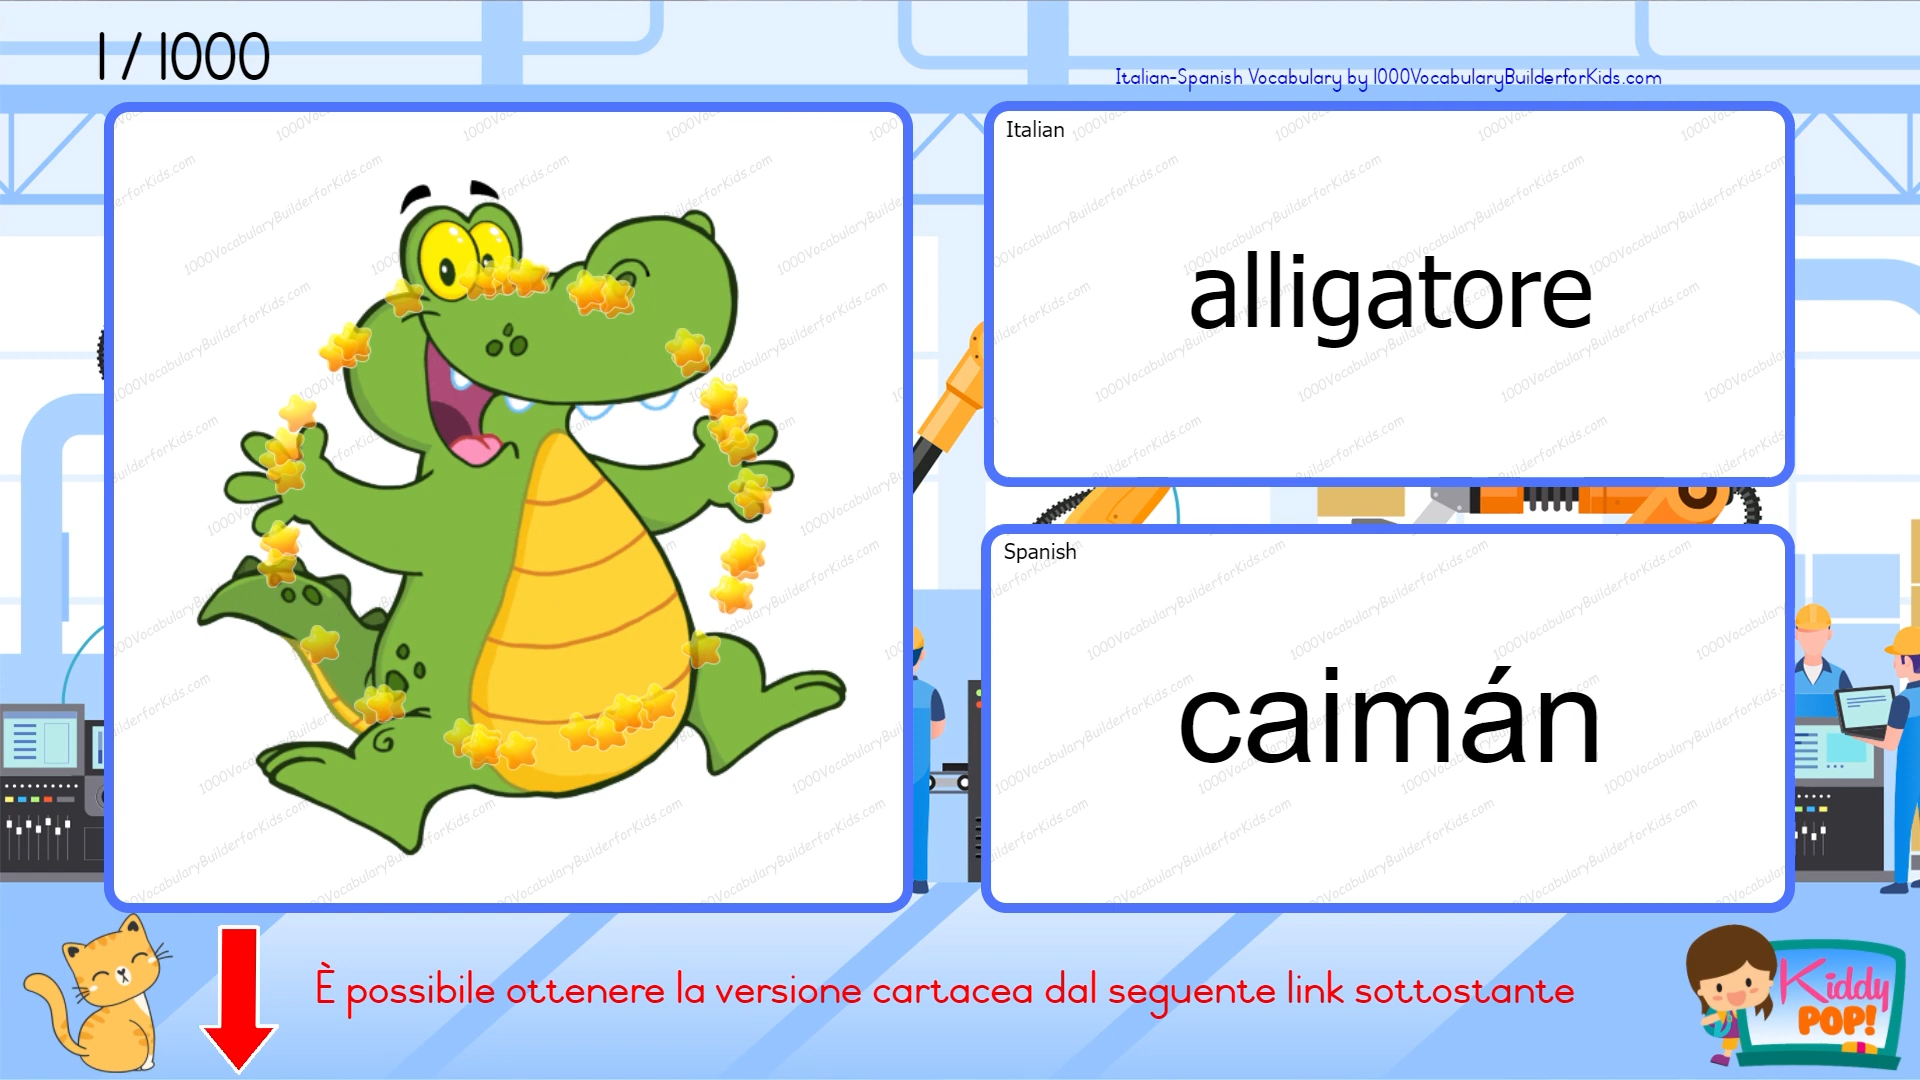 1 / 1000
Italian-Spanish Vocabulary by 1000VocabularyBuilderforKids.com
Italian
alligatore
Spanish
caimán
È possibile ottenere la versione cartacea dal seguente link sottostante
Kiddy
POP!